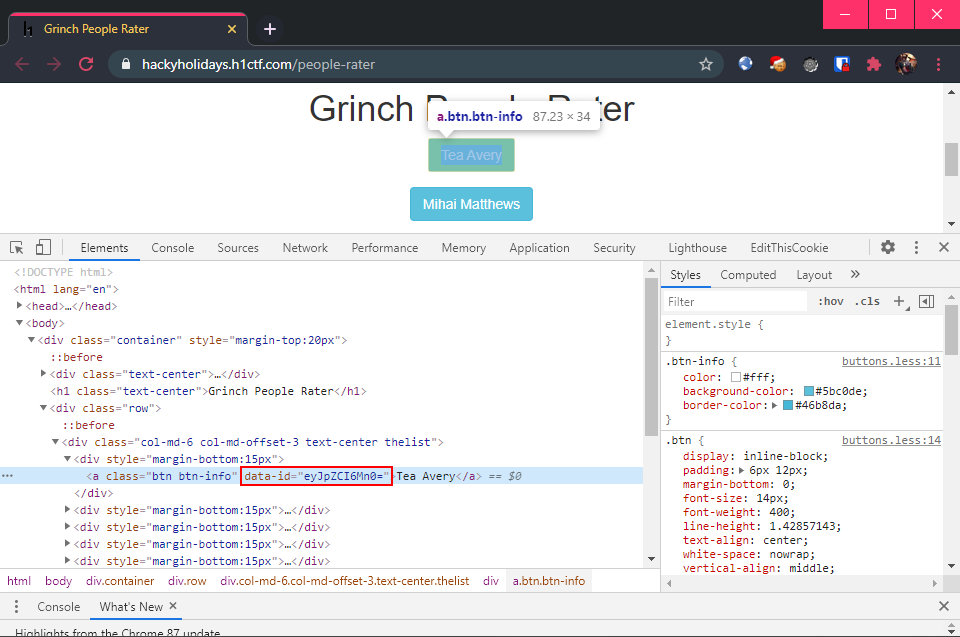 Grinch People Rater
hackyholidays.h1ctf.com/people-rater
Grinch People Rater
a.btn.btn-info 87.23 × 34
Tea Avery
Mihai Matthews
Elements Console Sources Network Performance Memory Application Security Lighthouse EditThisCookie
<!DOCTYPE html>
<html lang="en">
<head>…</head>
<body>
<div class="container" style="margin-top:20px">
::before
<div class="text-center">…</div>
<h1 class="text-center">Grinch People Rater</h1>
<div class="row">
::before
<div class="col-md-6 col-md-offset-3 text-center thelist">
<div style="margin-bottom:15px">
<a class="btn btn-info" data-id="eyJpZCI6Mn0=">Tea Avery</a> == $0
</div>
<div style="margin-bottom:15px">…</div>
<div style="margin-bottom:15px">…</div>
<div style="margin-bottom:15px">…</div>
<div style="margin-bottom:15px">…</div>
html body div.container div.row div.col-md-6.col-md-offset-3.text-center.thelist div a.btn.btn-info
Styles Computed Layout »
Filter :hov .cls +
element.style {
}
.btn-info { buttons.less:11
color: #fff;
background-color: #5bc0de;
border-color: #46b8da;
}
.btn { buttons.less:14
display: inline-block;
padding: 6px 12px;
margin-bottom: 0;
font-size: 14px;
font-weight: 400;
line-height: 1.42857143;
text-align: center;
white-space: nowrap;
vertical-align: middle;
Console What's New
Highlights from the Chrome 87 update